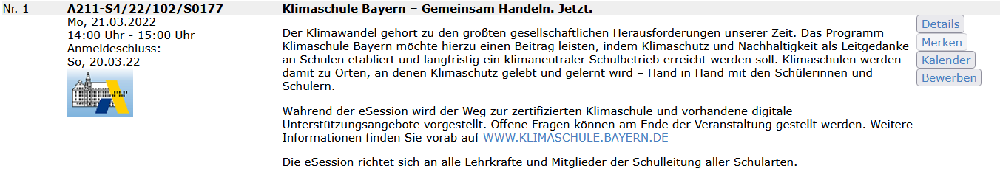 Nr. 1 A211-S4/22/102/S0177 Klimaschule Bayern – Gemeinsam Handeln. Jetzt.
Mo, 21.03.2022
14:00 Uhr - 15:00 Uhr
Anmeldeschluss:
So, 20.03.22
Der Klimawandel gehört zu den größten gesellschaftlichen Herausforderungen unserer Zeit. Das Programm
Klimaschule Bayern möchte hierzu einen Beitrag leisten, indem Klimaschutz und Nachhaltigkeit als Leitgedanke
an Schulen etabliert und langfristig ein klimaneutraler Schulbetrieb erreicht werden soll. Klimaschulen werden
damit zu Orten, an denen Klimaschutz gelebt und gelernt wird – Hand in Hand mit den Schülerinnen und
Schülern.
Während der eSession wird der Weg zur zertifizierten Klimaschule und vorhandene digitale
Unterstützungsangebote vorgestellt. Offene Fragen können am Ende der Veranstaltung gestellt werden. Weitere
Informationen finden Sie vorab auf WWW.KLIMASCHULE.BAYERN.DE
Die eSession richtet sich an alle Lehrkräfte und Mitglieder der Schulleitung aller Schularten.
Details
Merken
Kalender
Bewerben